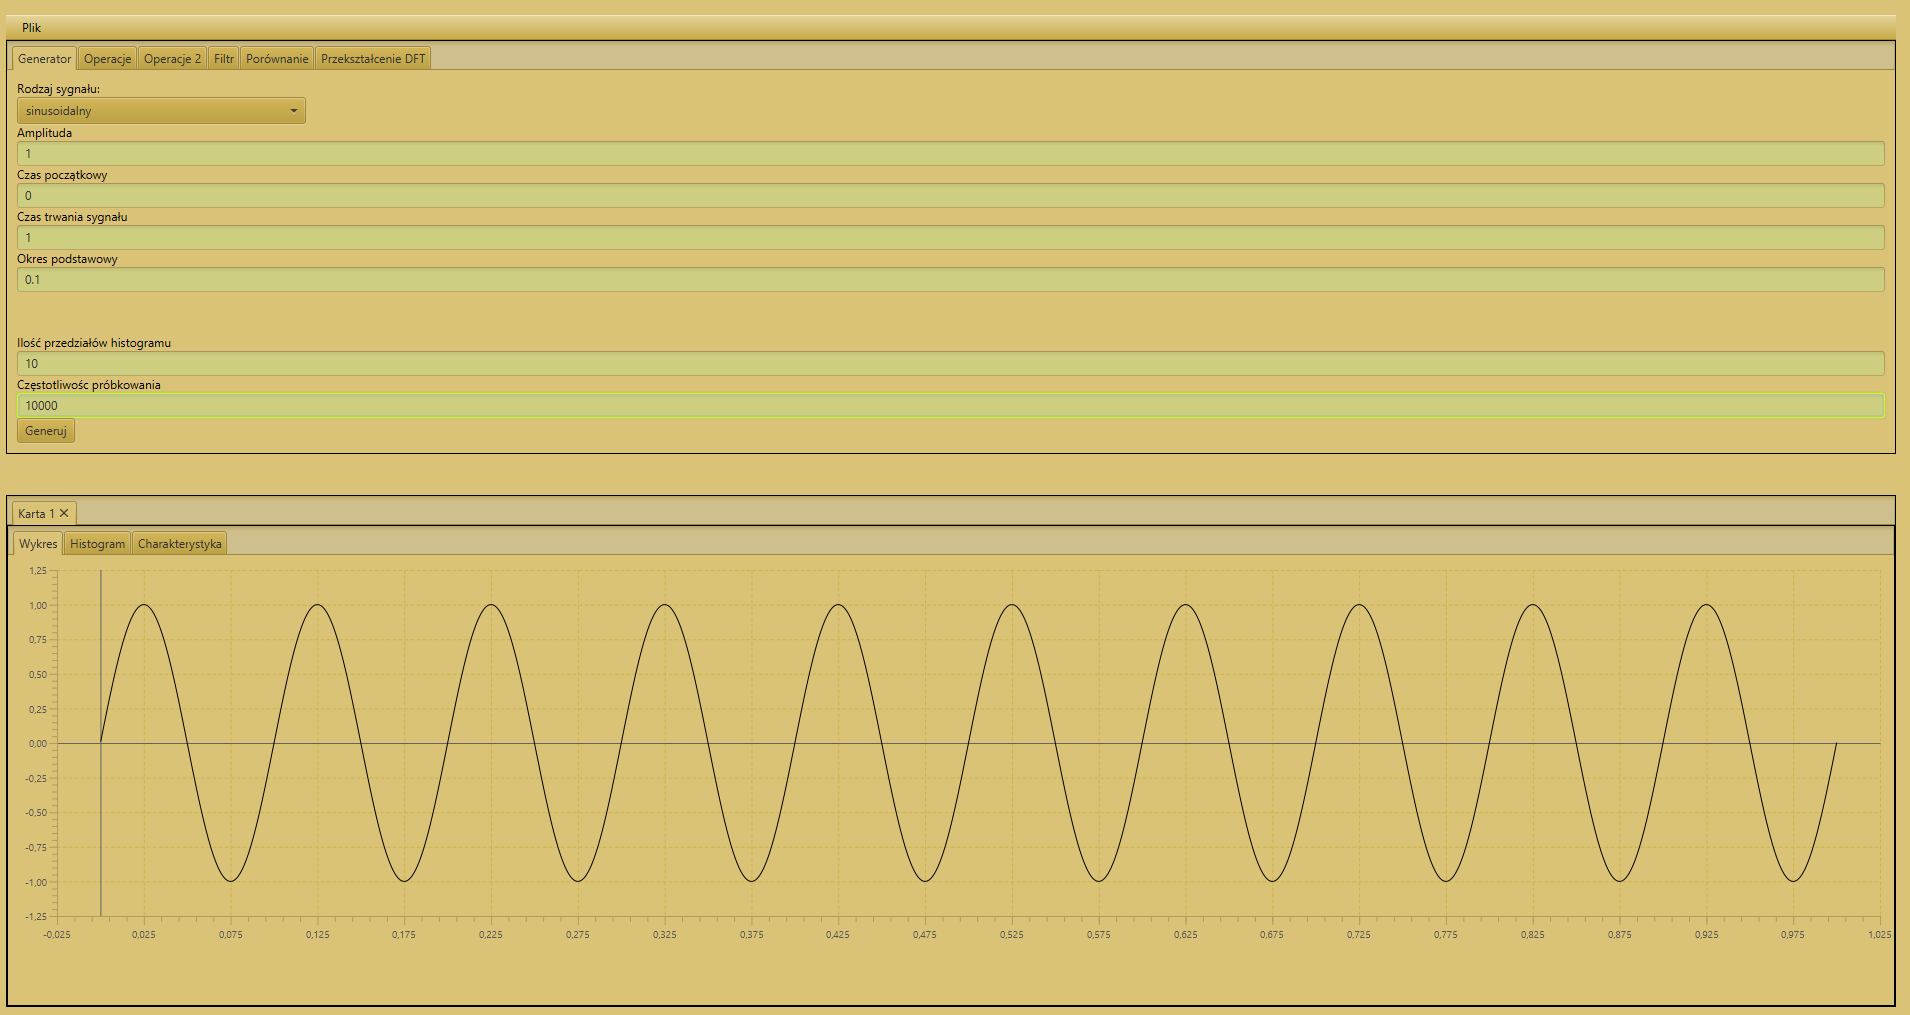 Plik
Generator Operacje Operacje 2 Filtr Porównanie Przekształcenie DFT
Rodzaj sygnału:
sinusoidalny
Amplituda
1
Czas początkowy
0
Czas trwania sygnału
1
Okres podstawowy
0.1
Ilość przedziałów histogramu
10
Częstotliwośc próbkowania
10000
Generuj
Karta 1
Wykres Histogram Charakterystyka
1,25
1,00
0,75
0,50
0,25
0,00
-0,25
-0,50
-0,75
-1,00
-1,25
-0,025 0,025 0,075 0,125 0,175 0,225 0,275 0,325 0,375 0,425 0,475 0,525 0,575 0,625 0,675 0,725 0,775 0,825 0,875 0,925 0,975 1,025